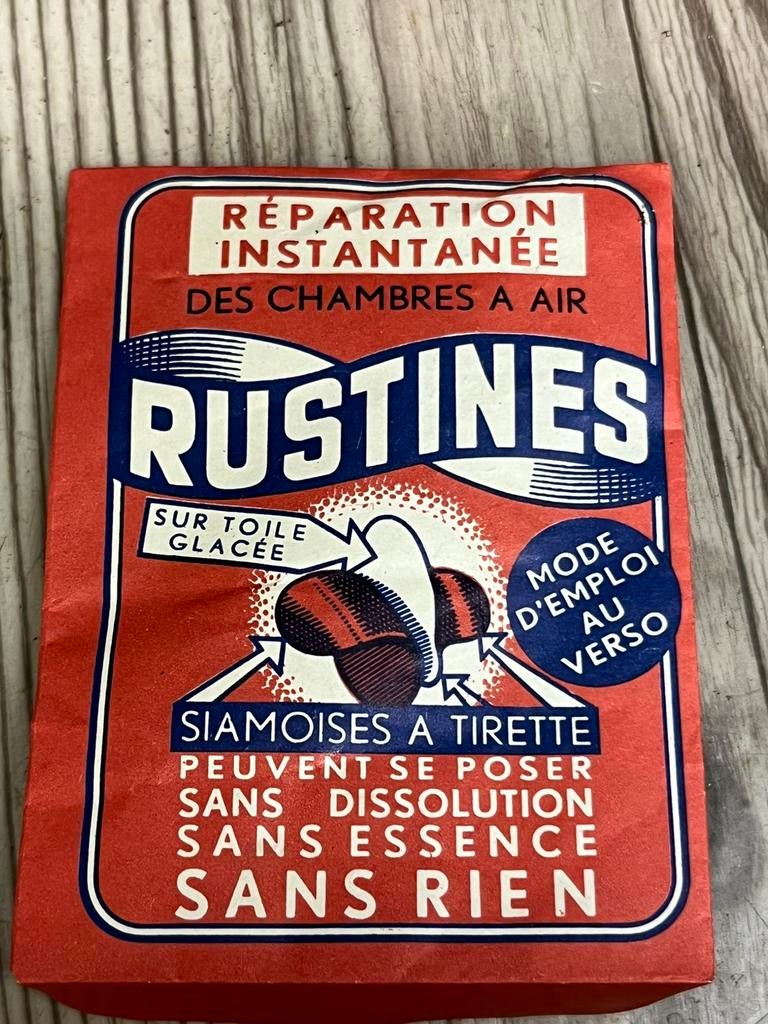 RÉPARATION
INSTANTANÉE
DES CHAMBRES A AIR
RUSTINES
SUR TOILE
GLACÉE
MODE
D'EMPLOI
AU
VERSO
SIAMOISES A TIRETTE
PEUVENT SE POSER
SANS DISSOLUTION
SANS ESSENCE
SANS RIEN